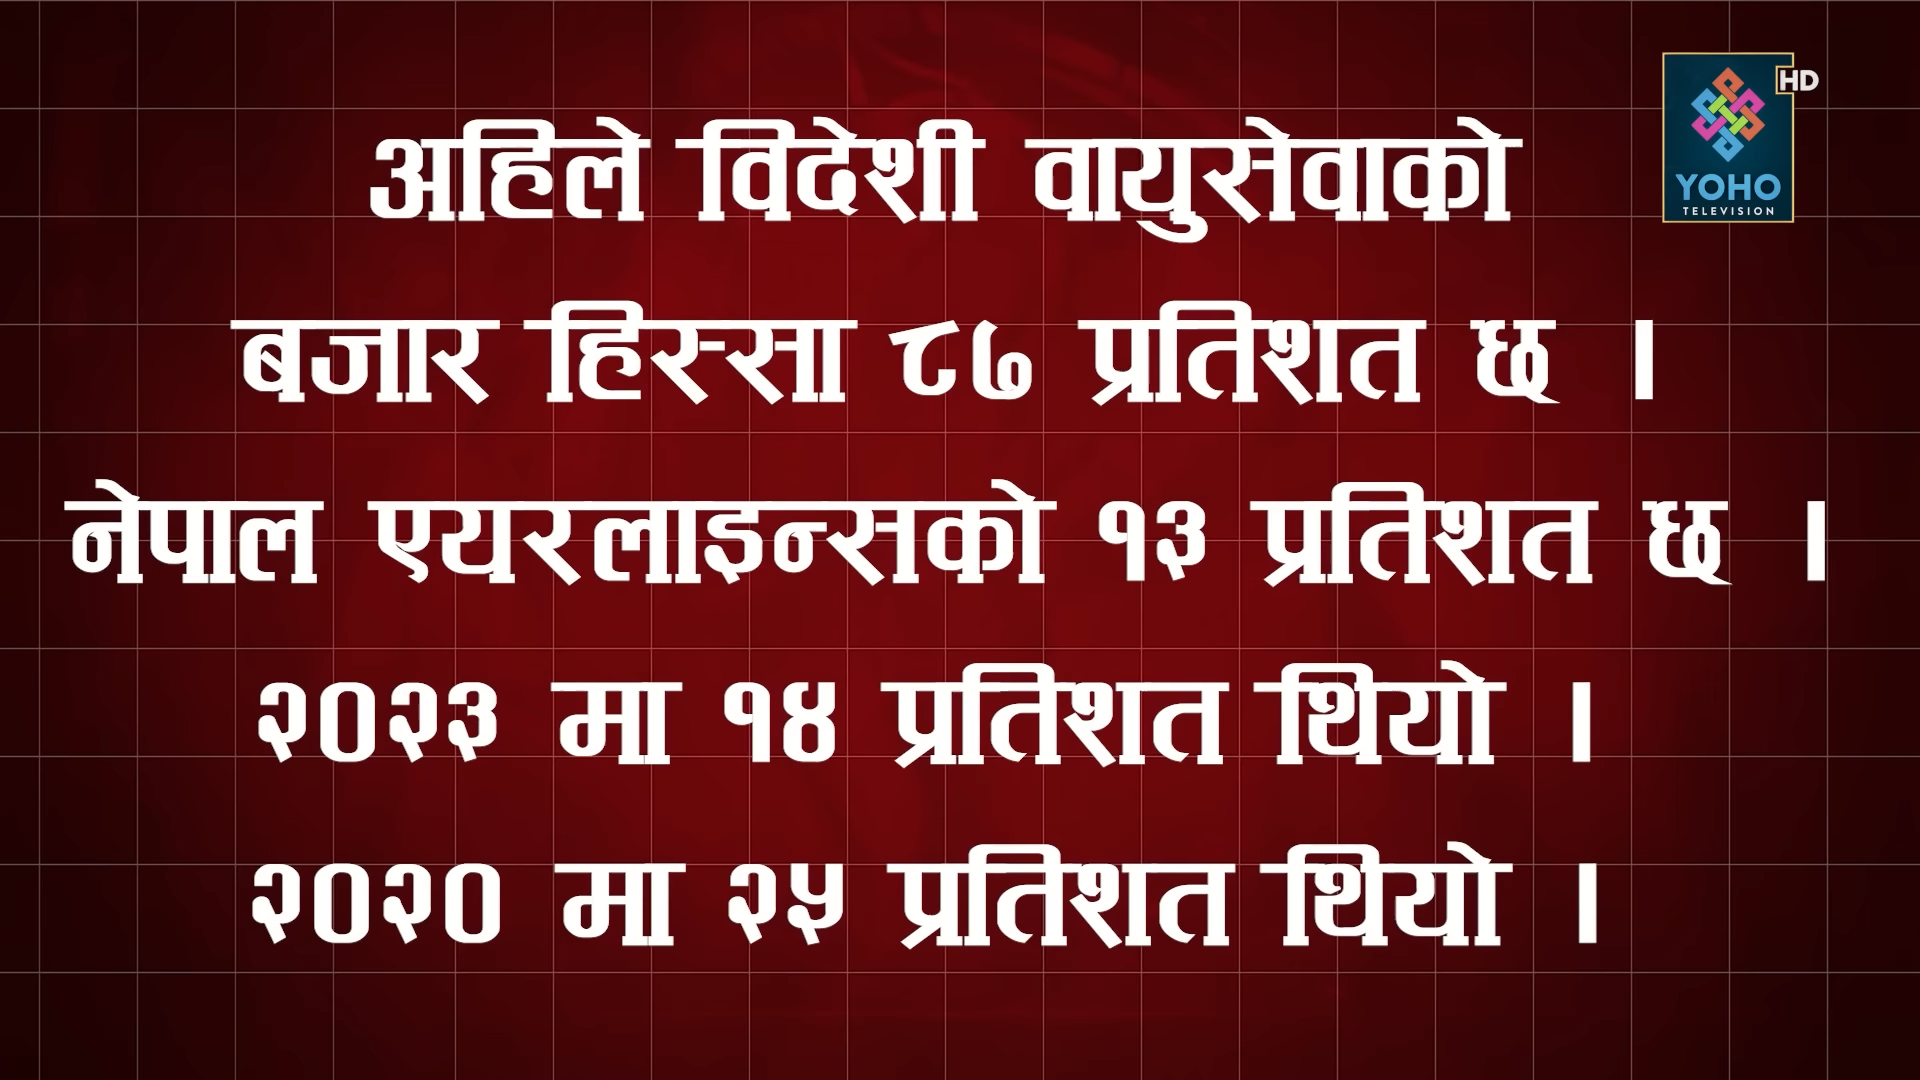 अहिले विदेशी वायुसेवाको
बजार हिस्सा ८७ प्रतिशत छ ।
नेपाल एयरलाइन्सको १३ प्रतिशत छ ।
२०२३ मा १४ प्रतिशत थियो ।
२०२० मा २५ प्रतिशत थियो ।
HD
YOHO
TELEVISION